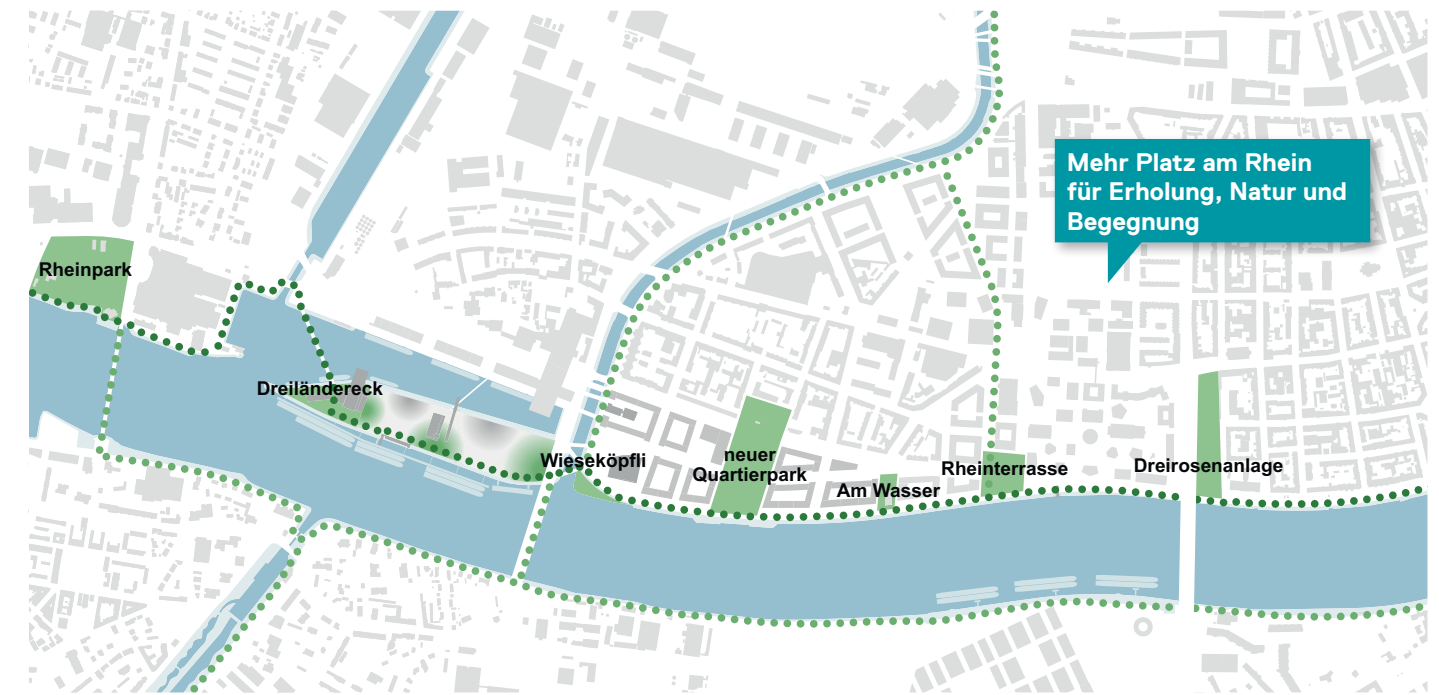 Mehr Platz am Rhein
für Erholung, Natur und
Begegnung
Rheinpark
Dreiländereck
Wieseköpfli
neuer
Quartierpark
Am Wasser
Rheinterrasse
Dreirosenanlage